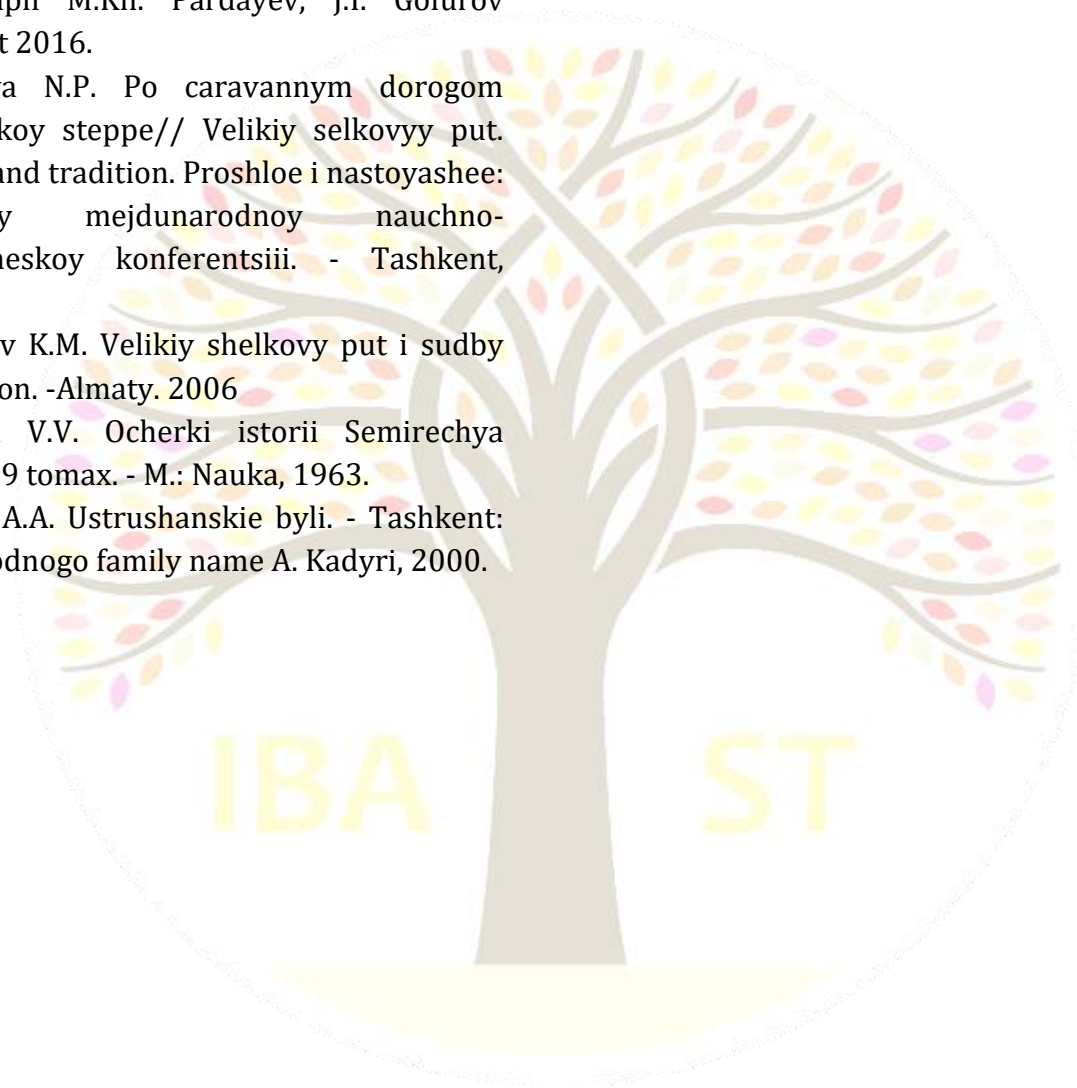 M.Kh. Pardayev, J.I. Gofurov
t 2016.
va N.P. Po caravannym dorogom
koy steppe// Velikiy selkovyy put.
and tradition. Proshloe i nastoyashee:
y mejdunarodnoy nauchno-
heskoy konferentsiii. - Tashkent,
v K.M. Velikiy shelkovy put i sudby
on. -Almaty. 2006
V.V. Ocherki istorii Semirechya
9 tomax. - M.: Nauka, 1963.
A.A. Ustrushanskie byli. - Tashkent:
odnogo family name A. Kadyri, 2000.
IBA ST